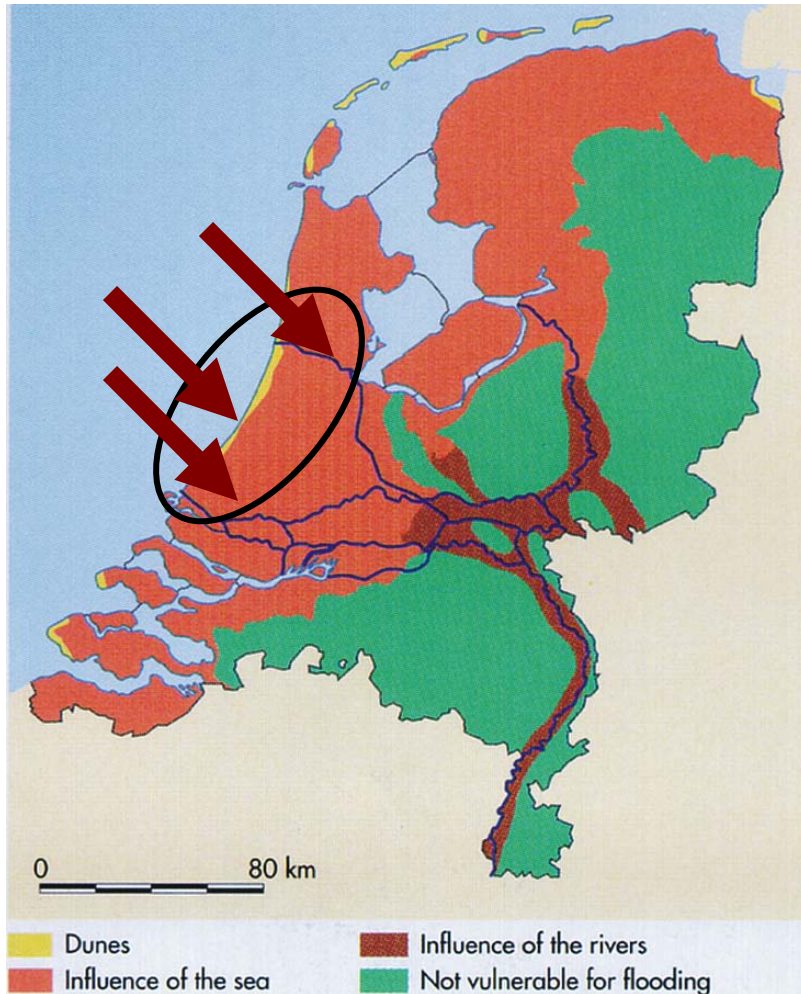 0 80 km
Dunes
Influence of the sea
Influence of the rivers
Not vulnerable for flooding